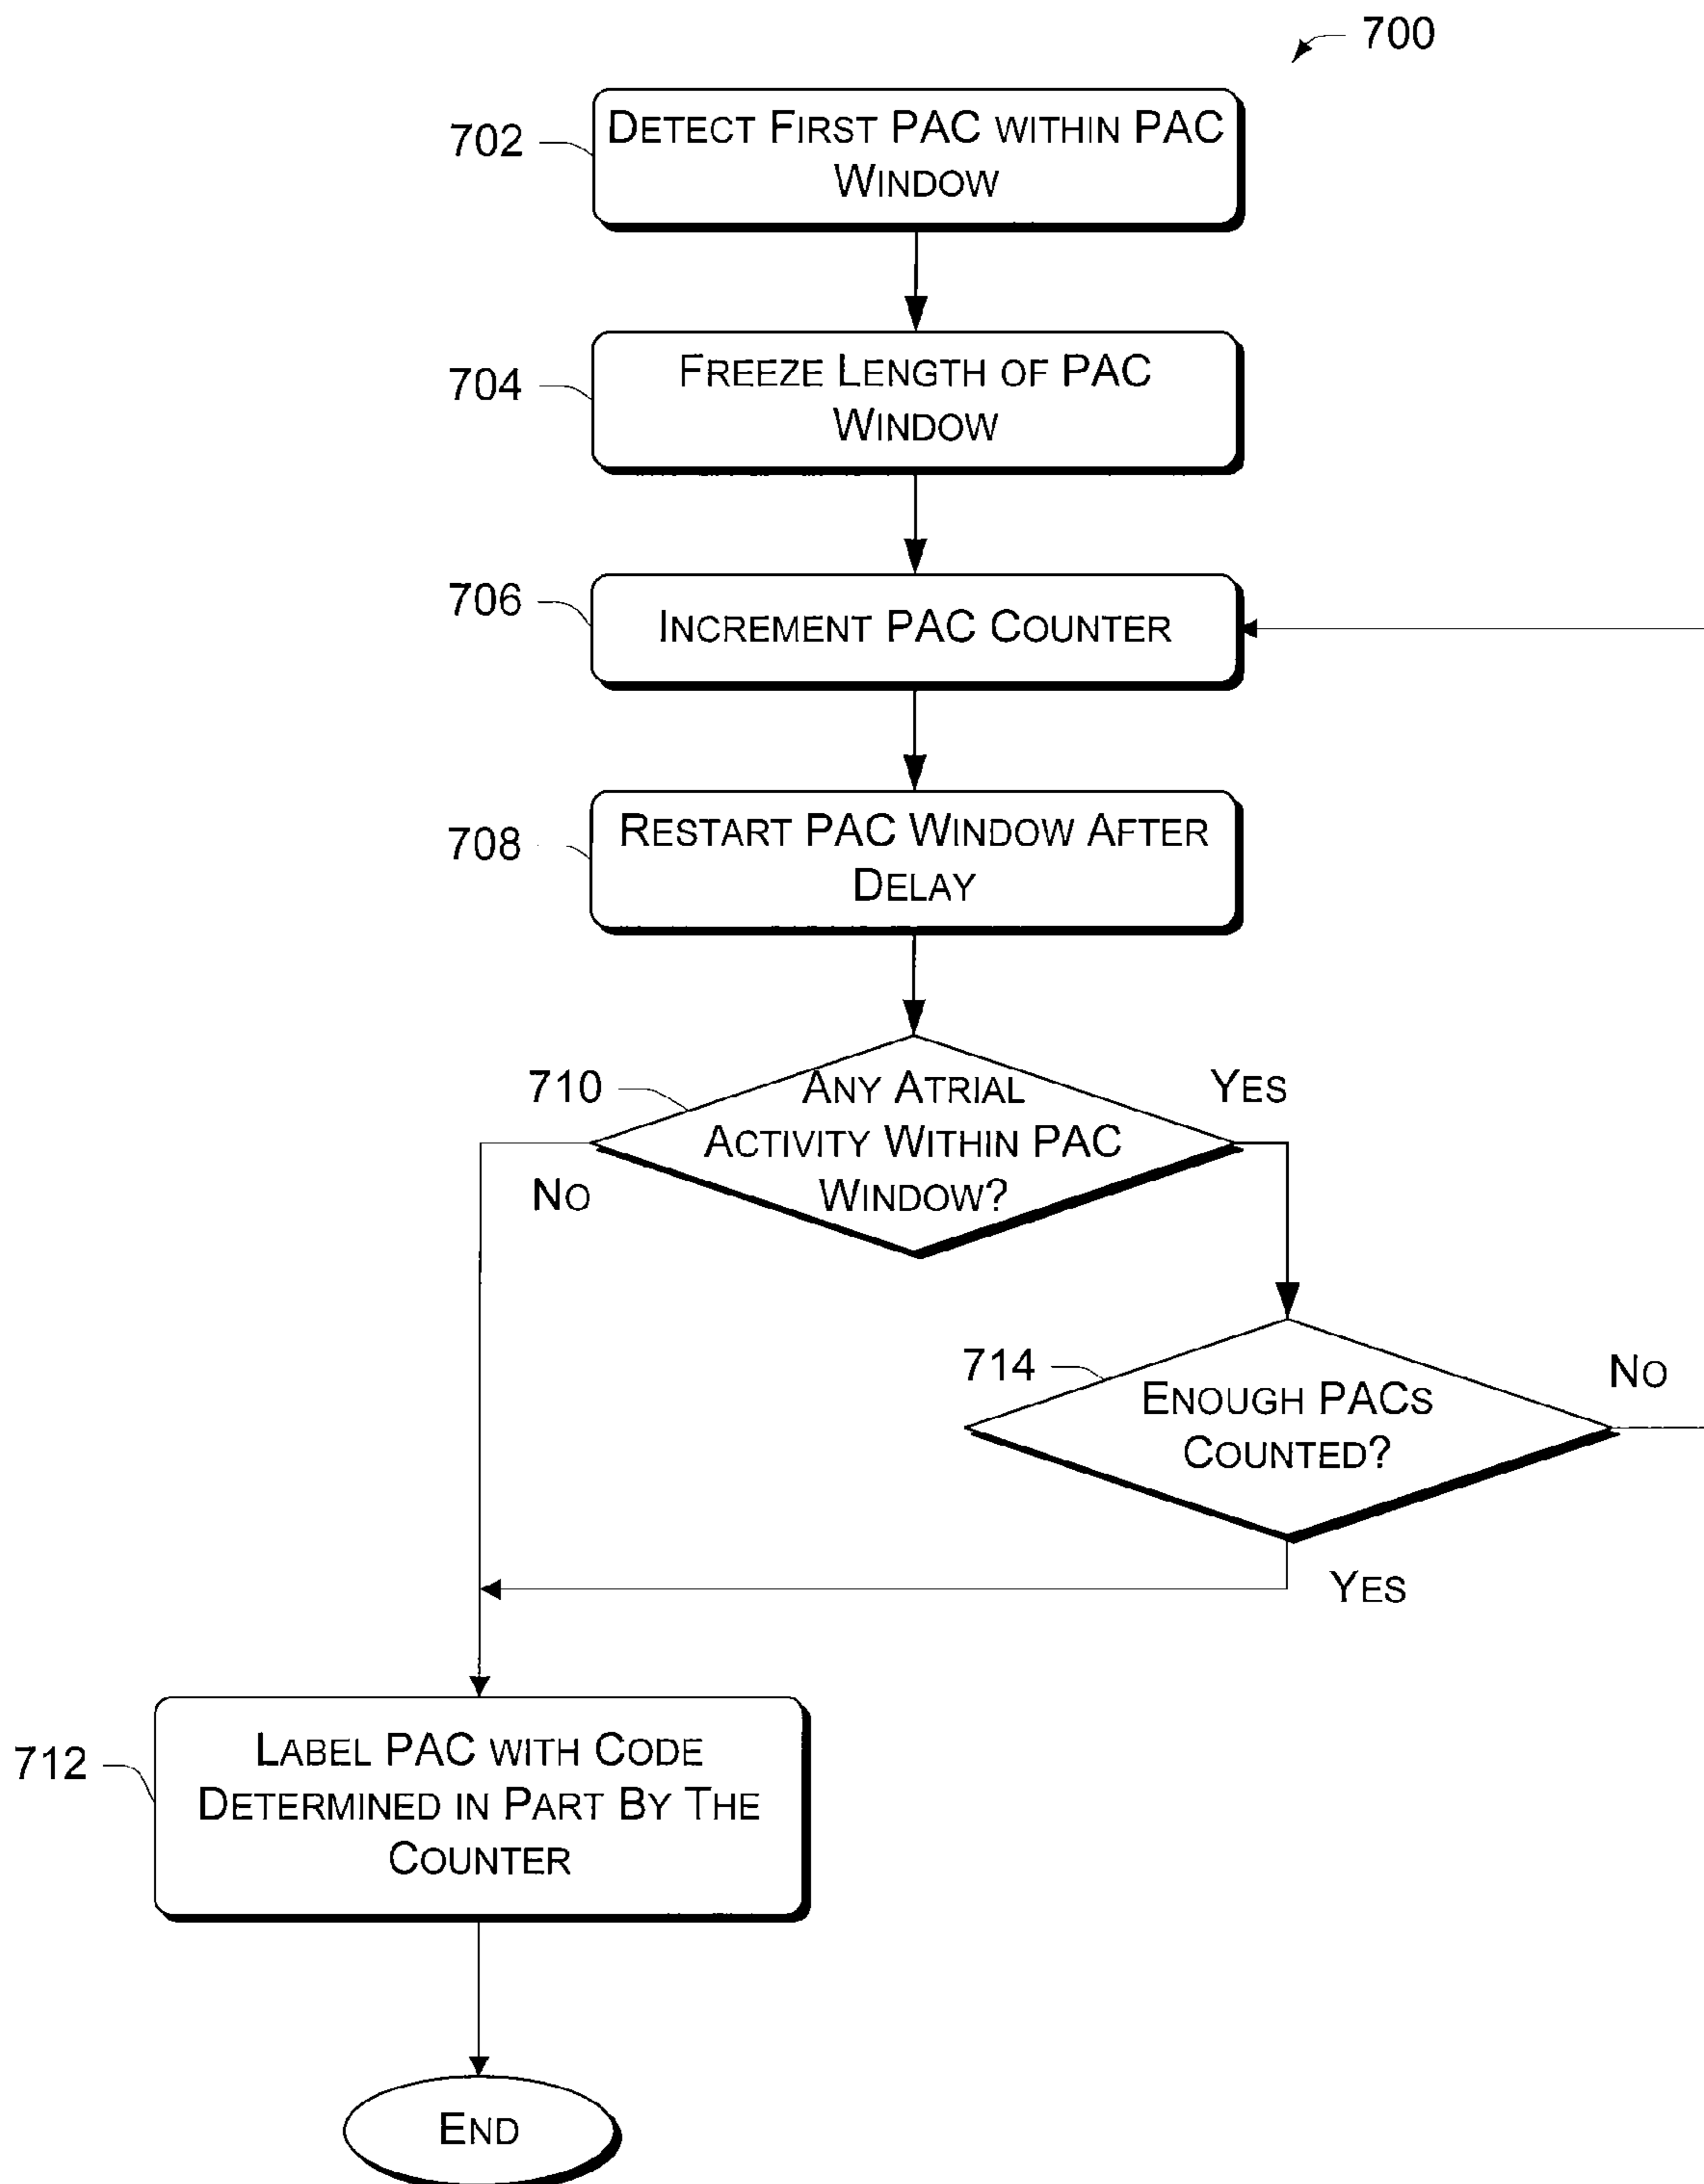 700
702
DETECT FIRST PAC WITHIN PAC
WINDOW
704
FREEZE LENGTH OF PAC
WINDOW
706
INCREMENT PAC COUNTER
708
RESTART PAC WINDOW AFTER
DELAY
710
ANY ATRIAL
ACTIVITY WITHIN PAC
WINDOW?
YES
NO
714
ENOUGH PACS
COUNTED?
NO
YES
712
LABEL PAC WITH CODE
DETERMINED IN PART BY THE
COUNTER
END